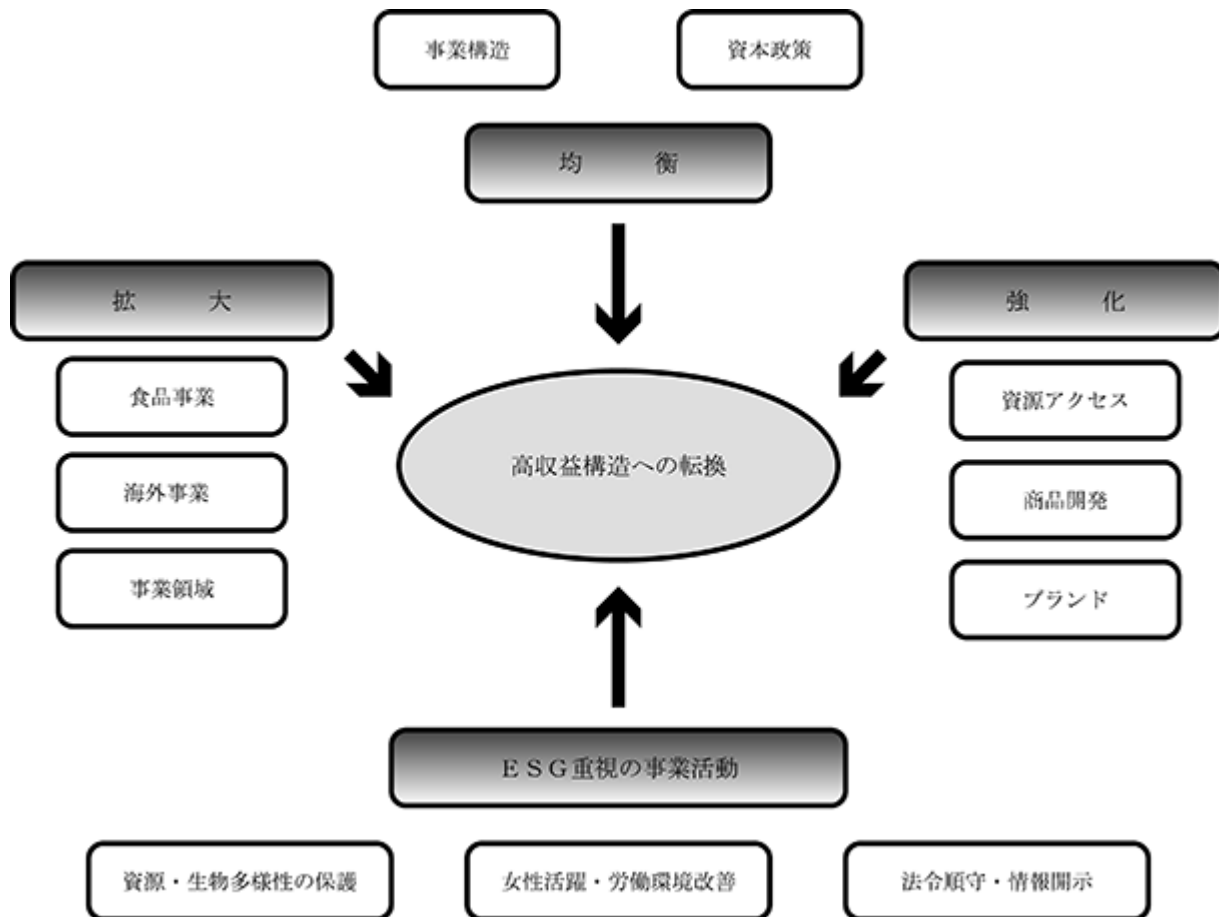 事業構造
資本政策
均衡
拡大
強化
食品事業
資源アクセス
海外事業
高収益構造への転換
商品開発
事業領域
ブランド
ESG重視の事業活動
資源・生物多様性の保護
女性活躍・労働環境改善
法令順守・情報開示